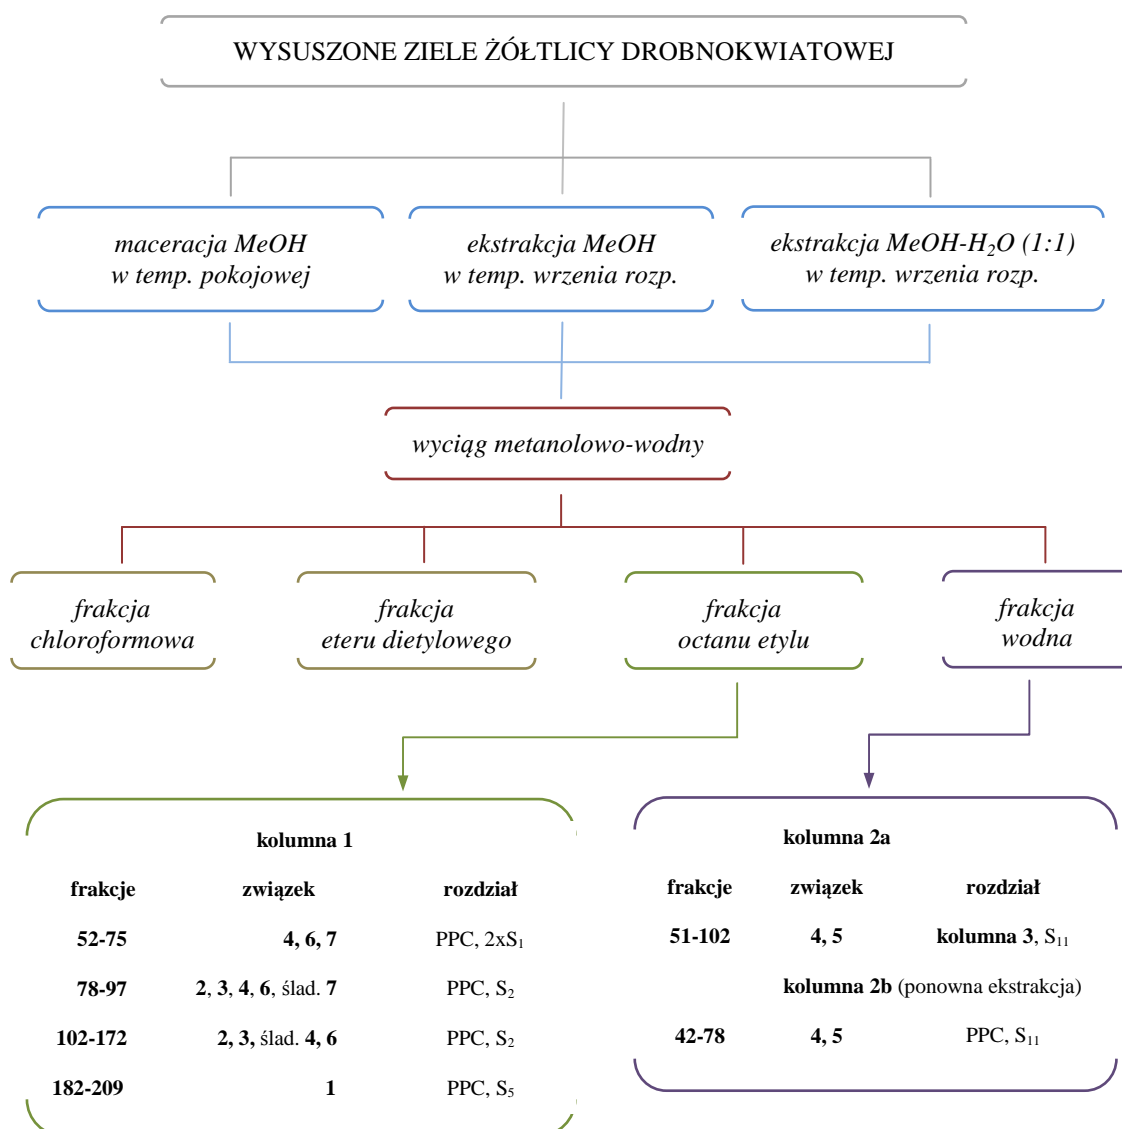 WYSUSZONE ZIELE ŻÓŁTLICY DROBNOKWIATOWEJ
maceracja MeOH
w temp. pokojowej
ekstrakcja MeOH
w temp. wrzenia rozp.
ekstrakcja MeOH-H₂O (1:1)
w temp. wrzenia rozp.
wyciąg metanolowo-wodny
frakcja
chloroformowa
frakcja
eteru dietylowego
frakcja
octanu etylu
frakcja
wodna
kolumna 1
frakcje związek rozdział
52-75 4, 6, 7 PPC, 2xS₁
78-97 2, 3, 4, 6, ślad. 7 PPC, S₂
102-172 2, 3, ślad. 4, 6 PPC, S₂
182-209 1 PPC, S₅
kolumna 2a
frakcje związek rozdział
51-102 4, 5 kolumna 3, S₁₁
kolumna 2b (ponowna ekstrakcja)
42-78 4, 5 PPC, S₁₁